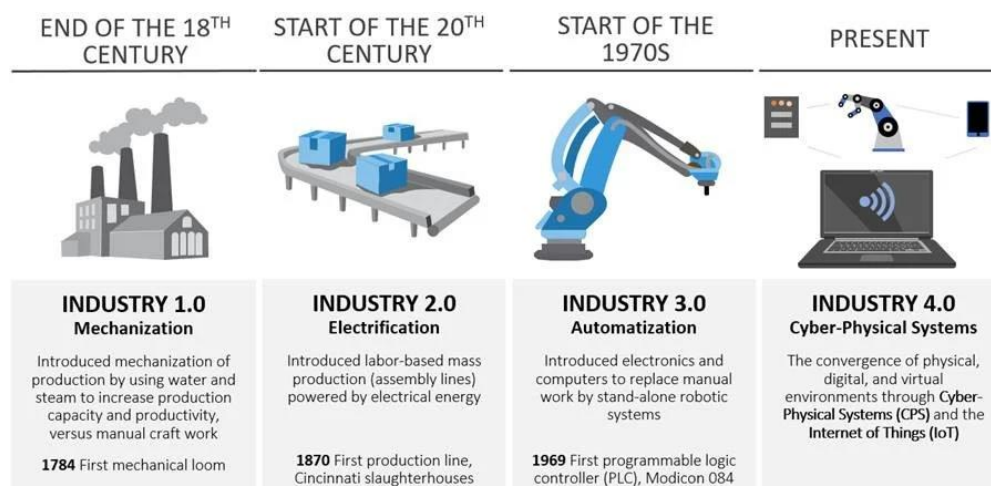 END OF THE 18TH
CENTURY
START OF THE 20TH
CENTURY
START OF THE
1970S
PRESENT
INDUSTRY 1.0
Mechanization
Introduced mechanization of
production by using water and
steam to increase production
capacity and productivity,
versus manual craft work
1784 First mechanical loom
INDUSTRY 2.0
Electrification
Introduced labor-based mass
production (assembly lines)
powered by electrical energy
1870 First production line,
Cincinnati slaughterhouses
INDUSTRY 3.0
Automatization
Introduced electronics and
computers to replace manual
work by stand-alone robotic
systems
1969 First programmable logic
controller (PLC), Modicon 084
INDUSTRY 4.0
Cyber-Physical Systems
The convergence of physical,
digital, and virtual
environments through Cyber-
Physical Systems (CPS) and the
Internet of Things (IoT)